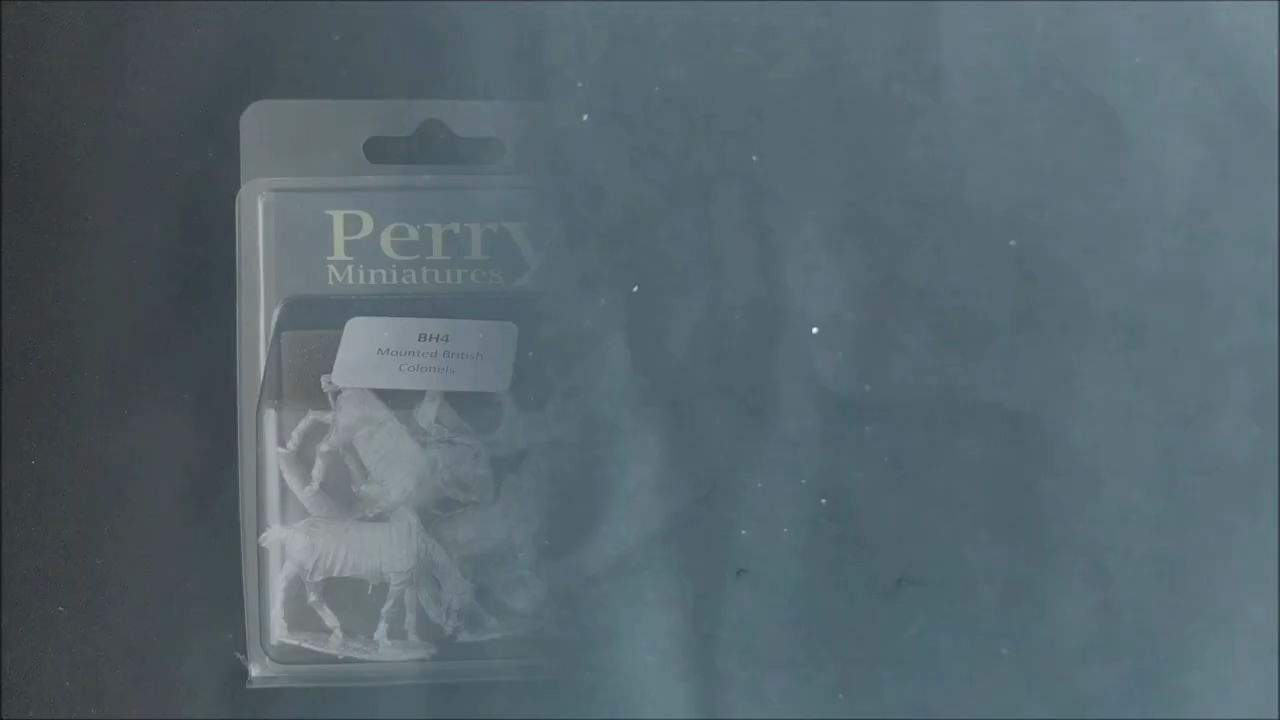 Perry
Miniatures
BH4
Mounted British
Colonels